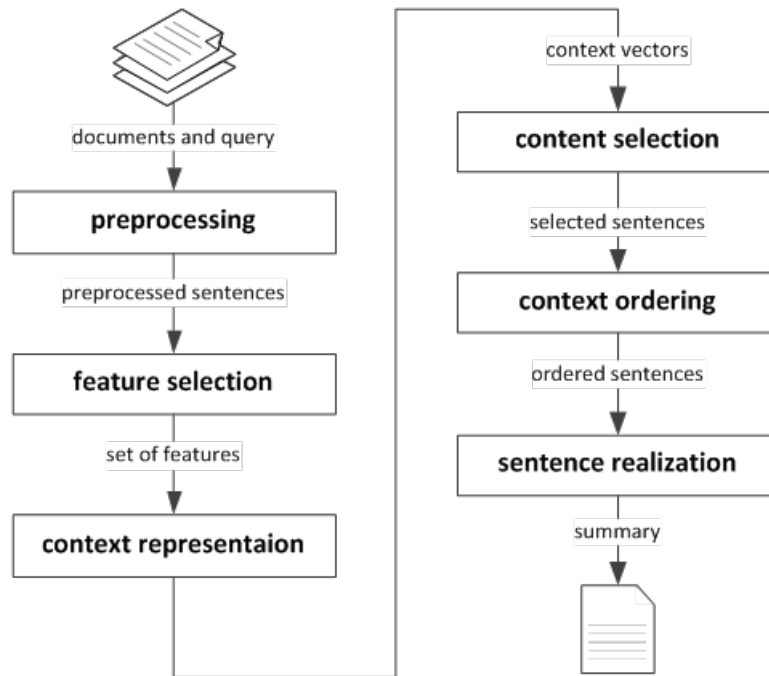 documents and query
preprocessing
preprocessed sentences
feature selection
set of features
context representaion
context vectors
content selection
selected sentences
context ordering
ordered sentences
sentence realization
summary